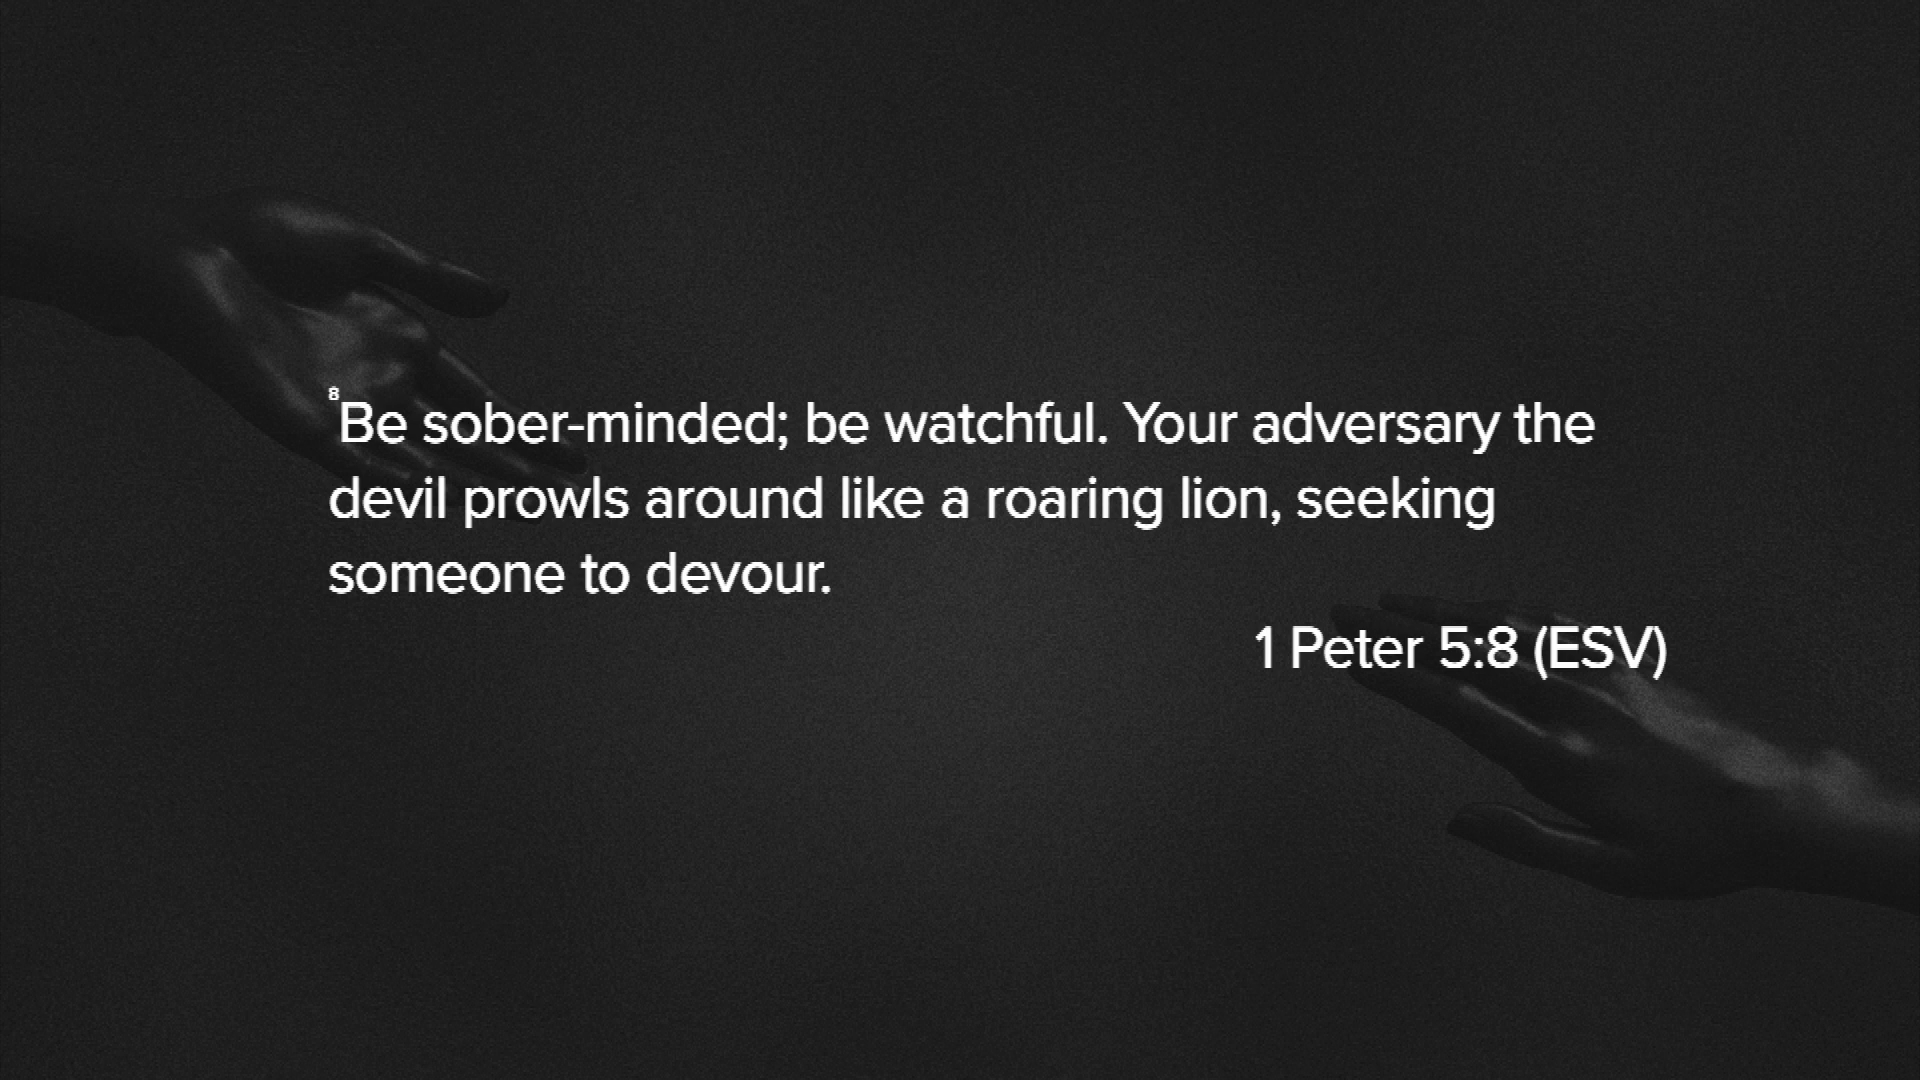 ⁸Be sober-minded; be watchful. Your adversary the
devil prowls around like a roaring lion, seeking
someone to devour.
1 Peter 5:8 (ESV)